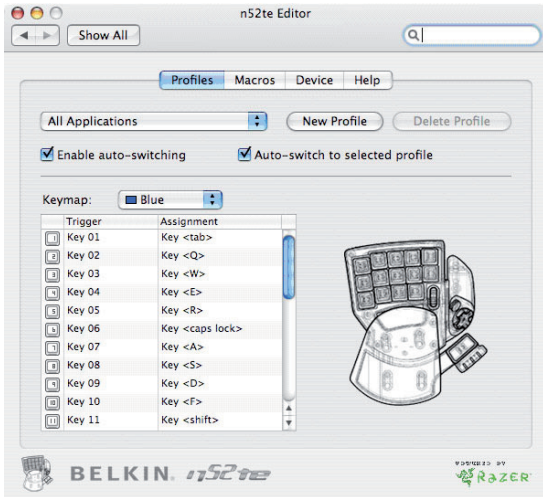 n52te Editor
Show All
Profiles Macros Device Help
All Applications New Profile Delete Profile
Enable auto-switching Auto-switch to selected profile
Keymap: Blue
Trigger Assignment
Key 01 Key <tab>
Key 02 Key <Q>
Key 03 Key <W>
Key 04 Key <E>
Key 05 Key <R>
Key 06 Key <caps lock>
Key 07 Key <A>
Key 08 Key <S>
Key 09 Key <D>
Key 10 Key <F>
Key 11 Key <shift>
POWERED BY
BELKIN. n52te RAZER